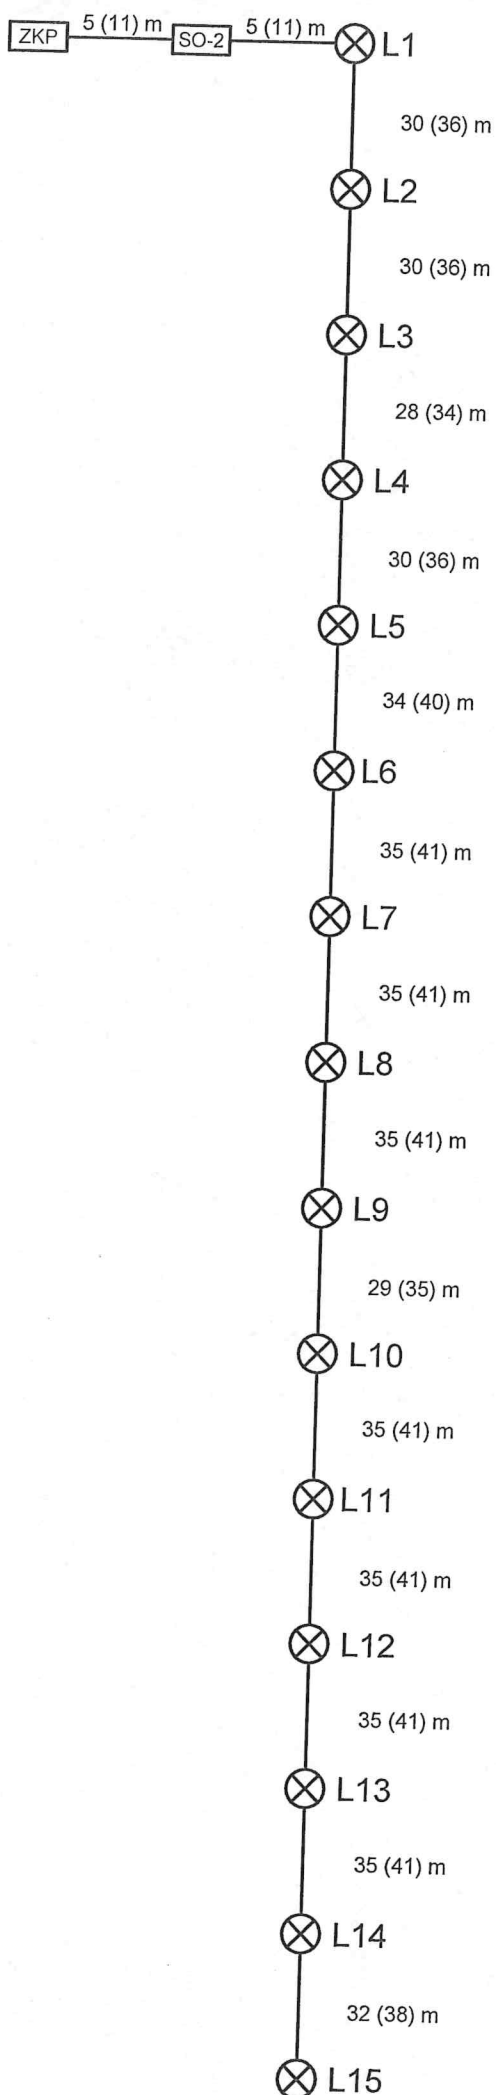 ZKP 5 (11) m SO-2 5 (11) m L1
30 (36) m
L2
30 (36) m
L3
28 (34) m
L4
30 (36) m
L5
34 (40) m
L6
35 (41) m
L7
35 (41) m
L8
35 (41) m
L9
29 (35) m
L10
35 (41) m
L11
35 (41) m
L12
35 (41) m
L13
35 (41) m
L14
32 (38) m
L15